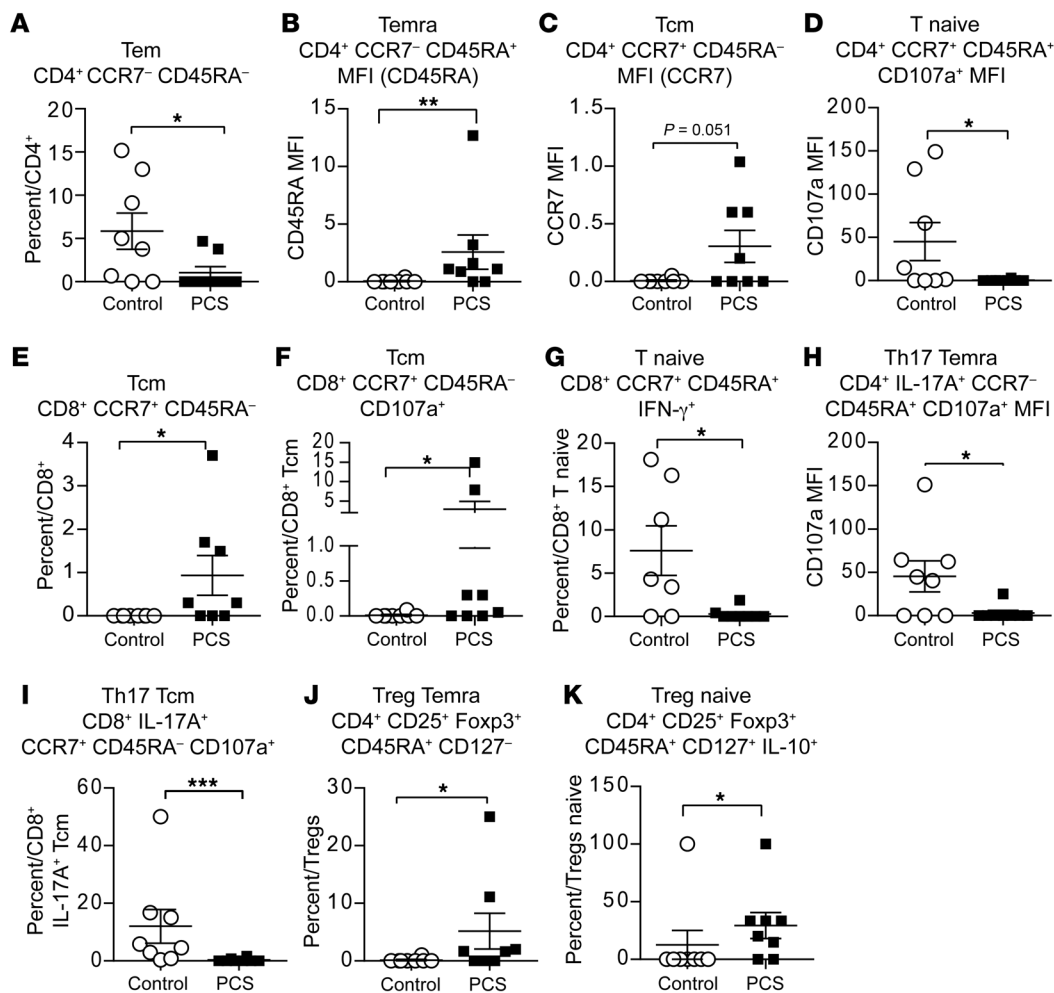 A
Tem
CD4⁺ CCR7⁻ CD45RA⁻
20
15
10
5
0
Percent/CD4⁺
*
Control
PCS
B
Temra
CD4⁺ CCR7⁻ CD45RA⁺
MFI (CD45RA)
15
10
5
0
CD45RA MFI
**
Control
PCS
C
Tcm
CD4⁺ CCR7⁺ CD45RA⁻
MFI (CCR7)
1.5
1.0
0.5
0.0
CCR7 MFI
P = 0.051
Control
PCS
D
T naive
CD4⁺ CCR7⁺ CD45RA⁺
CD107a⁺ MFI
200
150
100
50
0
CD107a MFI
*
Control
PCS
E
Tcm
CD8⁺ CCR7⁺ CD45RA⁻
4
3
2
1
0
Percent/CD8⁺
*
Control
PCS
F
Tcm
CD8⁺ CCR7⁺ CD45RA⁻
CD107a⁺
20
15
10
5
1.0
0.5
0.0
Percent/CD8⁺ Tcm
*
Control
PCS
G
T naive
CD8⁺ CCR7⁺ CD45RA⁺
IFN-γ⁺
20
15
10
5
0
Percent/CD8⁺ T naive
*
Control
PCS
H
Th17 Temra
CD4⁺ IL-17A⁺ CCR7⁻
CD45RA⁺ CD107a⁺ MFI
200
150
100
50
0
CD107a MFI
*
Control
PCS
I
Th17 Tcm
CD8⁺ IL-17A⁺
CCR7⁺ CD45RA⁻ CD107a⁺
60
40
20
0
Percent/CD8⁺
IL-17A⁺ Tcm
***
Control
PCS
J
Treg Temra
CD4⁺ CD25⁺ Foxp3⁺
CD45RA⁺ CD127⁻
30
20
10
0
Percent/Tregs
*
Control
PCS
K
Treg naive
CD4⁺ CD25⁺ Foxp3⁺
CD45RA⁺ CD127⁺ IL-10⁺
150
100
50
0
Percent/Tregs naive
*
Control
PCS